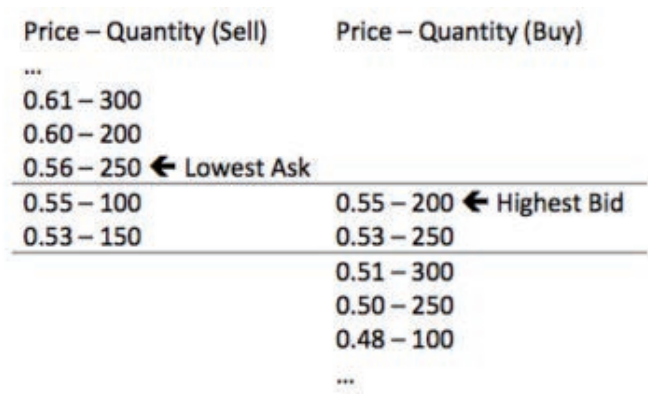 Price – Quantity (Sell) Price – Quantity (Buy)
...
0.61 – 300
0.60 – 200
0.56 – 250 🡸 Lowest Ask
0.55 – 100 0.55 – 200 🡸 Highest Bid
0.53 – 150 0.53 – 250
0.51 – 300
0.50 – 250
0.48 – 100
...